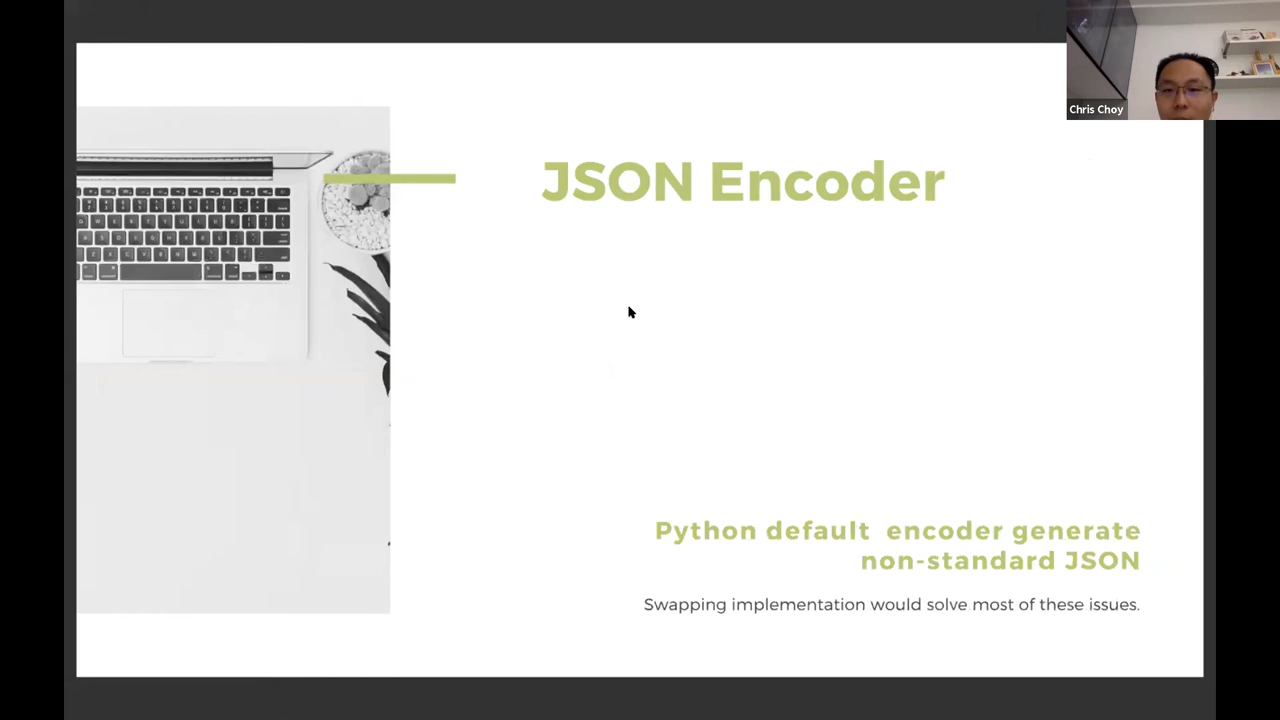 Chris Choy
JSON Encoder
Python default  encoder generate
non-standard JSON
Swapping implementation would solve most of these issues.